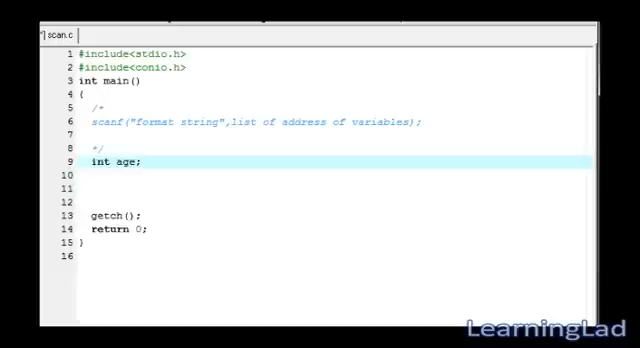 *] scan.c
1 #include<stdio.h>
2 #include<conio.h>
3 int main()
4 {
5 /*
6 scanf("format string",list of address of variables);
7
8 */
9 int age;
10
11
12
13 getch();
14 return 0;
15 }
16
LearningLad